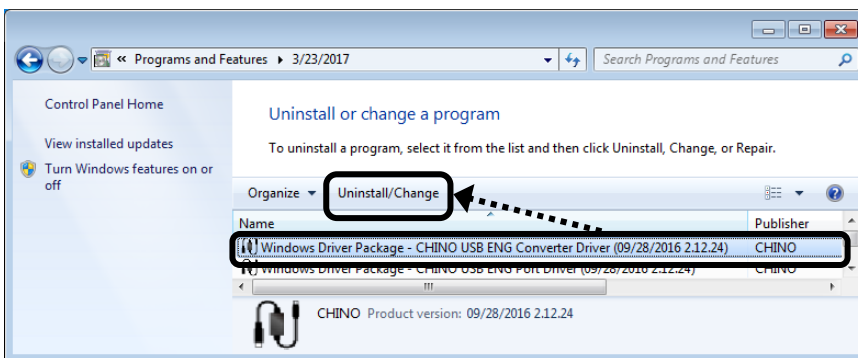 « Programs and Features ▸ 3/23/2017
Search Programs and Features
Control Panel Home
View installed updates
Turn Windows features on or
off
Uninstall or change a program
To uninstall a program, select it from the list and then click Uninstall, Change, or Repair.
Organize
Uninstall/Change
Name
Publisher
Windows Driver Package - CHINO USB ENG Converter Driver (09/28/2016 2.12.24)
CHINO
Windows Driver Package - CHINO USB ENG Port Driver (09/28/2016 2.12.24)
CHINO
CHINO Product version: 09/28/2016 2.12.24